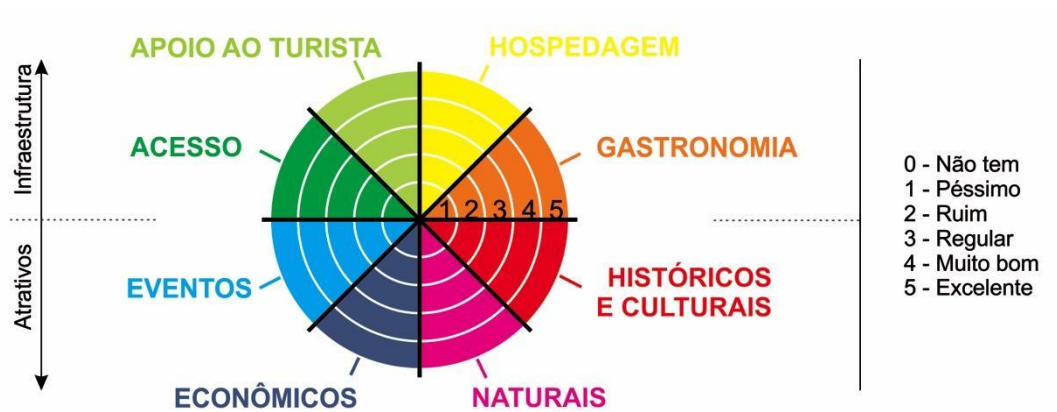 APOIO AO TURISTA
HOSPEDAGEM
Infraestrutura
ACESSO
GASTRONOMIA
1 2 3 4 5
Atrativos
EVENTOS
HISTÓRICOS
E CULTURAIS
ECONÔMICOS
NATURAIS
0 - Não tem
1 - Péssimo
2 - Ruim
3 - Regular
4 - Muito bom
5 - Excelente